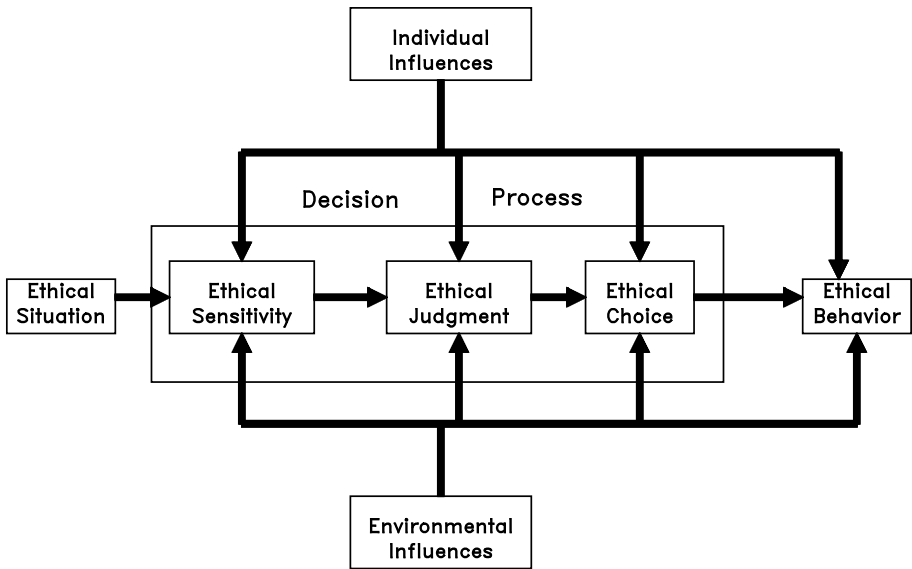 Individual
Influences
Decision Process
Ethical
Situation
Ethical
Sensitivity
Ethical
Judgment
Ethical
Choice
Ethical
Behavior
Environmental
Influences